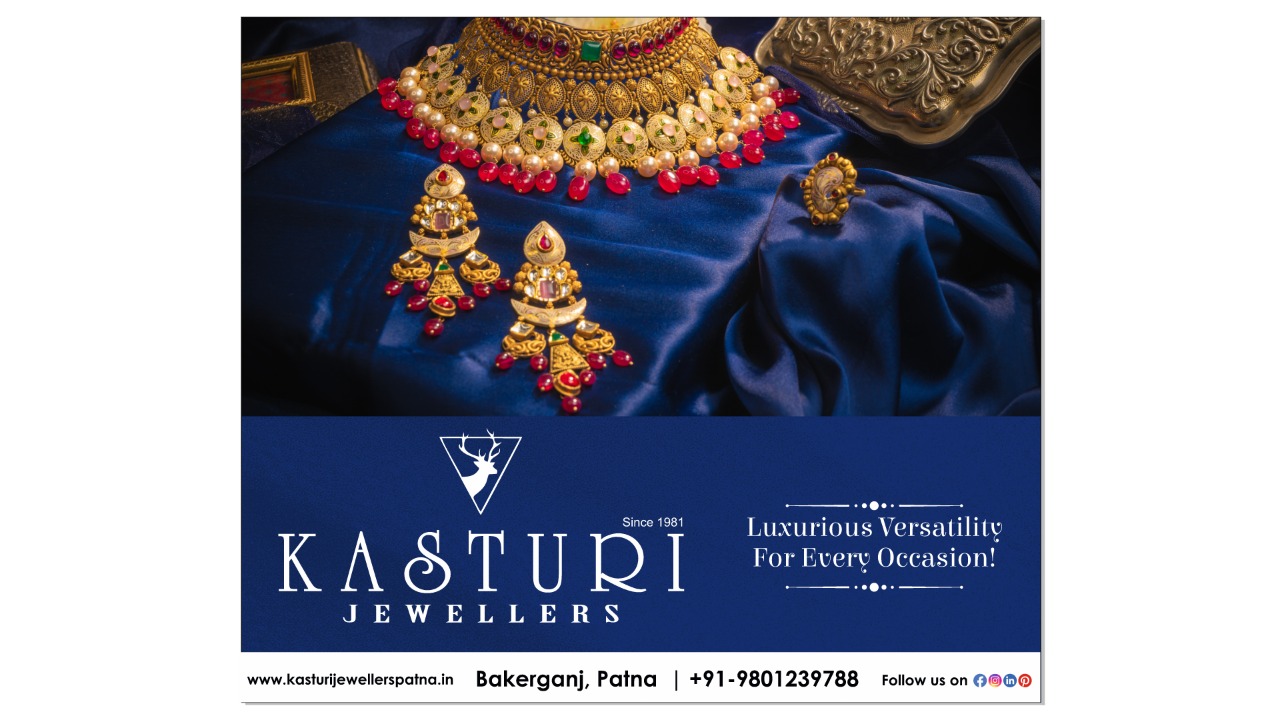 Since 1981
KASTURI
JEWELLERS
Luxurious Versatility
For Every Occasion!
www.kasturijewellerspatna.in Bakerganj, Patna | +91-9801239788 Follow us on